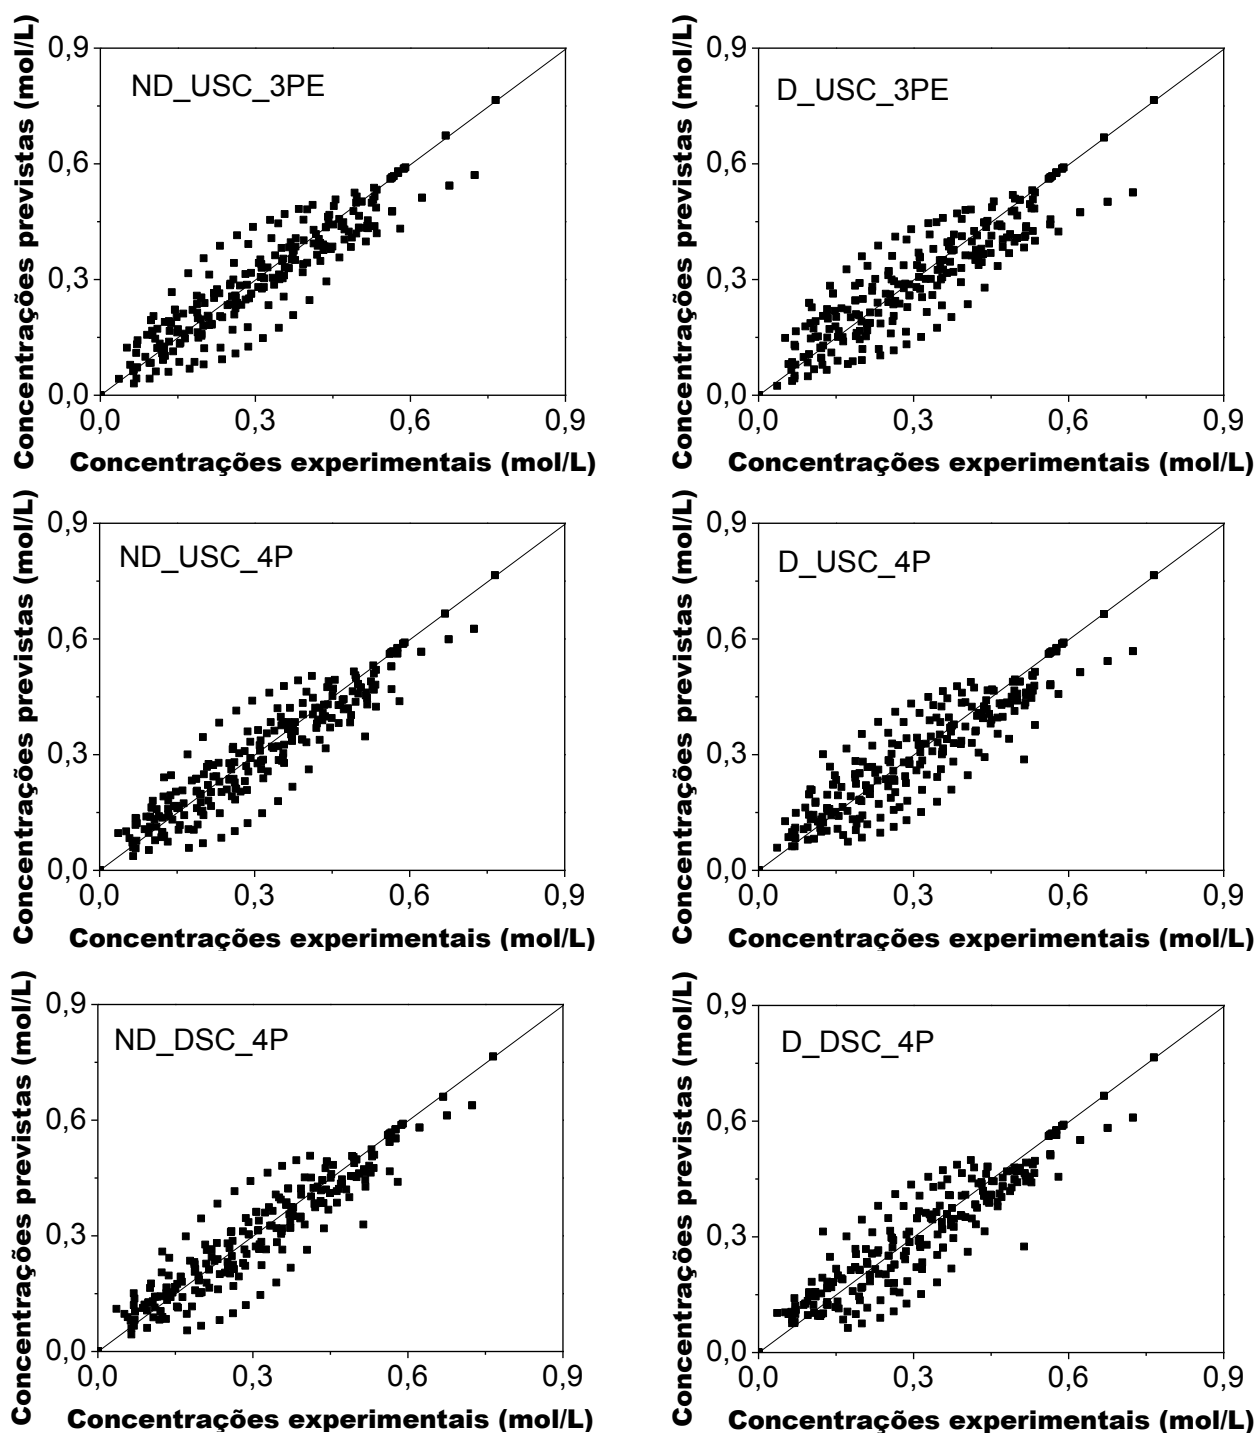 Concentrações previstas (mol/L)
0,9
0,6
0,3
0,0
ND_USC_3PE
0,0 0,3 0,6 0,9
Concentrações experimentais (mol/L)
Concentrações previstas (mol/L)
0,9
0,6
0,3
0,0
D_USC_3PE
0,0 0,3 0,6 0,9
Concentrações experimentais (mol/L)
Concentrações previstas (mol/L)
0,9
0,6
0,3
0,0
ND_USC_4P
0,0 0,3 0,6 0,9
Concentrações experimentais (mol/L)
Concentrações previstas (mol/L)
0,9
0,6
0,3
0,0
D_USC_4P
0,0 0,3 0,6 0,9
Concentrações experimentais (mol/L)
Concentrações previstas (mol/L)
0,9
0,6
0,3
0,0
ND_DSC_4P
0,0 0,3 0,6 0,9
Concentrações experimentais (mol/L)
Concentrações previstas (mol/L)
0,9
0,6
0,3
0,0
D_DSC_4P
0,0 0,3 0,6 0,9
Concentrações experimentais (mol/L)